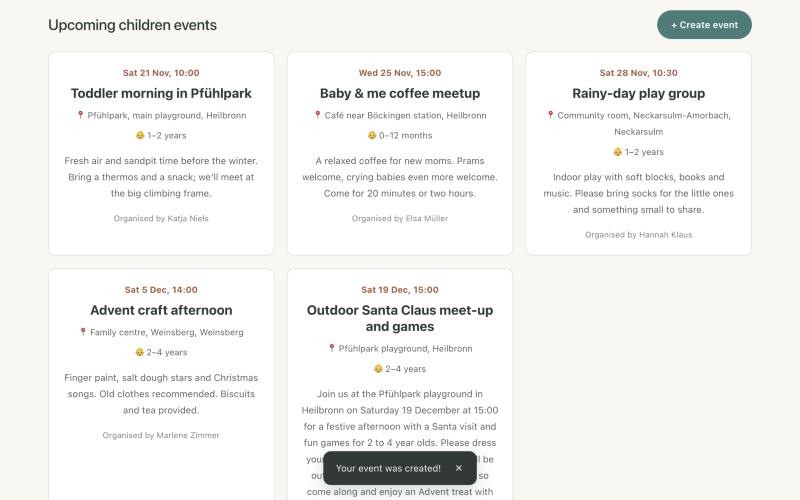 Upcoming children events
+ Create event
Sat 21 Nov, 10:00
Toddler morning in Pfühlpark
Pfühlpark, main playground, Heilbronn
1–2 years
Fresh air and sandpit time before the winter.
Bring a thermos and a snack; we'll meet at
the big climbing frame.
Organised by Katja Niels
Wed 25 Nov, 15:00
Baby & me coffee meetup
Café near Böckingen station, Heilbronn
0–12 months
A relaxed coffee for new moms. Prams
welcome, crying babies even more welcome.
Come for 20 minutes or two hours.
Organised by Elsa Müller
Sat 28 Nov, 10:30
Rainy-day play group
Community room, Neckarsulm-Amorbach,
Neckarsulm
1–2 years
Indoor play with soft blocks, books and
music. Please bring socks for the little ones
and something small to share.
Organised by Hannah Klaus
Sat 5 Dec, 14:00
Advent craft afternoon
Family centre, Weinsberg, Weinsberg
2–4 years
Finger paint, salt dough stars and Christmas
songs. Old clothes recommended. Biscuits
and tea provided.
Organised by Marlene Zimmer
Sat 19 Dec, 15:00
Outdoor Santa Claus meet-up
and games
Pfühlpark playground, Heilbronn
2–4 years
Join us at the Pfühlpark playground in
Heilbronn on Saturday 19 December at 15:00
for a festive afternoon with a Santa visit and
fun games for 2 to 4 year olds. Please dress
be
so
come along and enjoy an Advent treat with
Your event was created! ✕